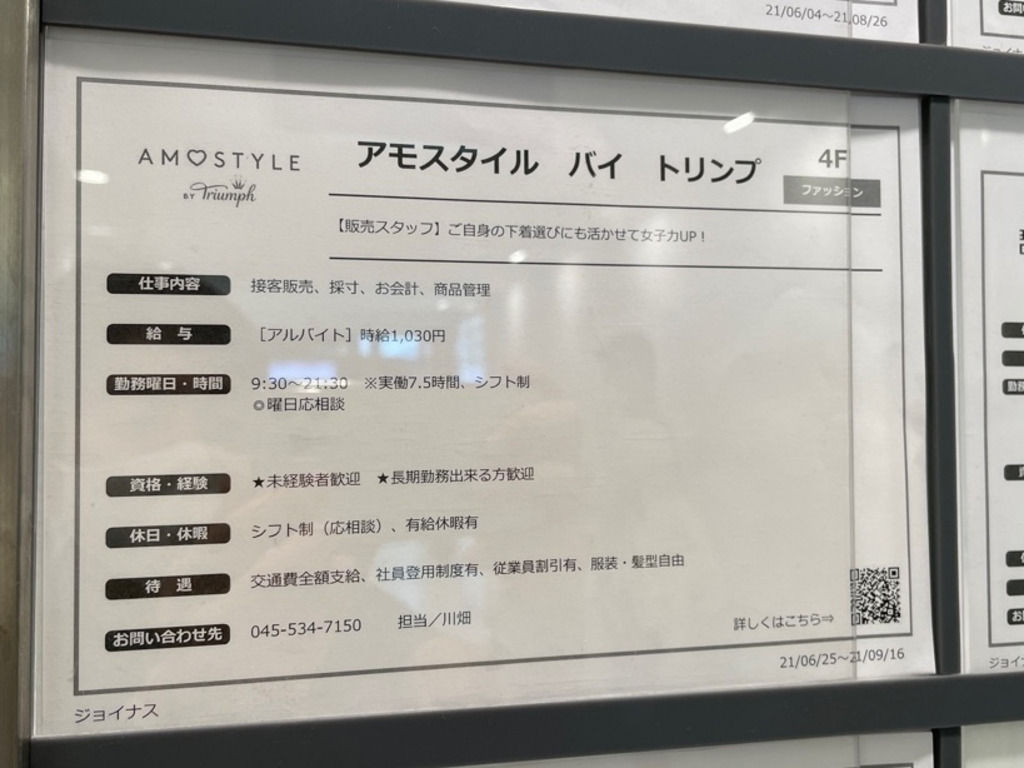 21/06/04～21/08/26
AMOSTYLE
BY Triumph
アモスタイル バイ トリンプ
4F
ファッション
【販売スタッフ】ご自身の下着選びにも活かせて女子力UP！
仕事内容 接客販売、採寸、お会計、商品管理
給 与 ［アルバイト］時給1,030円
勤務曜日・時間 9:30～21:30 ※実働7.5時間、シフト制
◎曜日応相談
資格・経験 ★未経験者歓迎 ★長期勤務出来る方歓迎
休日・休暇 シフト制（応相談）、有給休暇有
待 遇 交通費全額支給、社員登用制度有、従業員割引有、服装・髪型自由
お問い合わせ先 045-534-7150 担当／川畑
詳しくはこちら⇒
21/06/25～21/09/16
ジョイナス